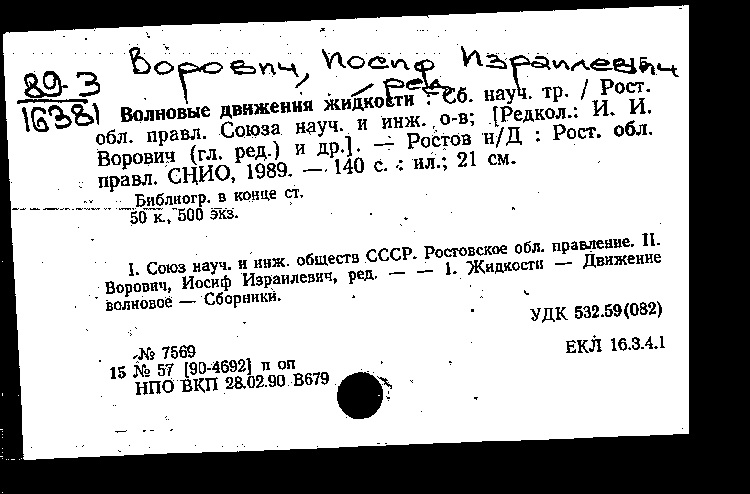 Ворович, Иосиф Израилевич
ред.
89-3
16381
Волновые движения жидкости : Сб. науч. тр. / Рост.
обл. правл. Союза науч. и инж. о-в; [Редкол.: И. И.
Ворович (гл. ред.) и др.]. — Ростов н/Д : Рост. обл.
правл. СНИО, 1989. — 140 с. : ил.; 21 см.
Библиогр. в конце ст.
50 к., 500 экз.
I. Союз науч. и инж. обществ СССР. Ростовское обл. правление. II.
Ворович, Иосиф Израилевич, ред. — — 1. Жидкости — Движение
волновое — Сборники.
УДК 532.59(082)
ЕКЛ 16.3.4.1
№ 7569
15 № 57 [90-4692] п оп
НПО ВКП 28.02.90 В679